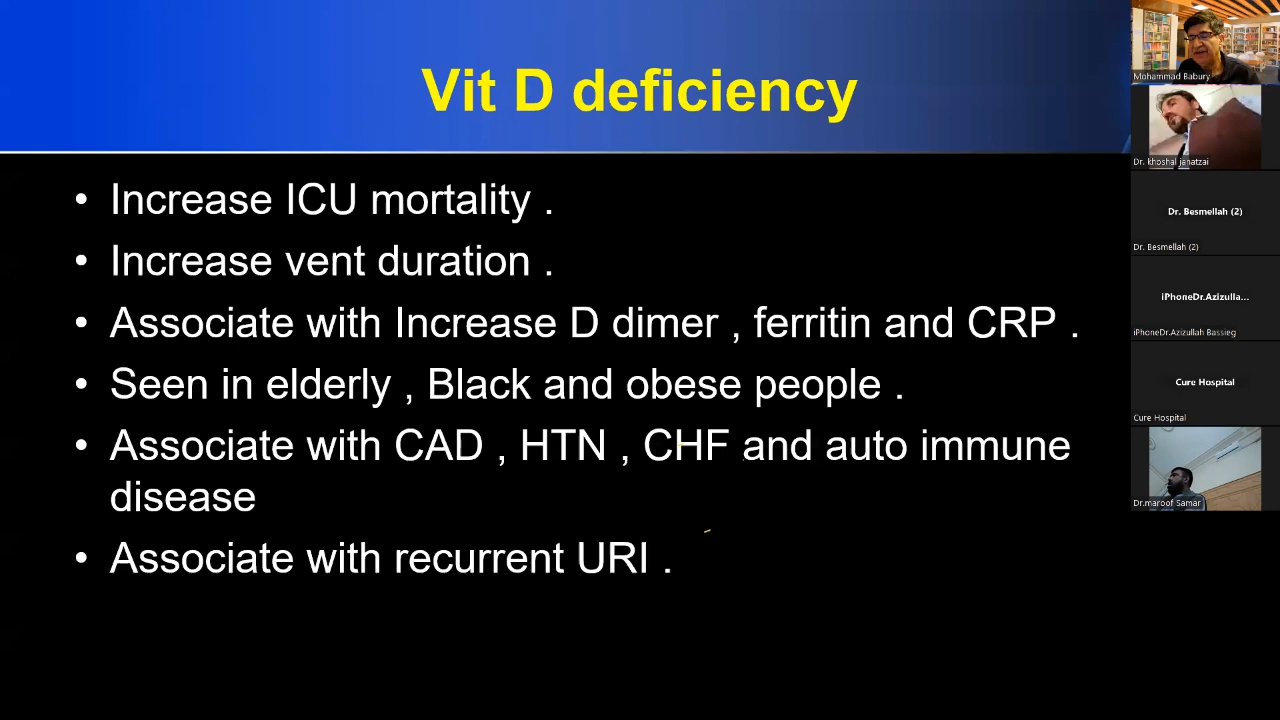 Vit D deficiency
• Increase ICU mortality .
• Increase vent duration .
• Associate with Increase D dimer , ferritin and CRP .
• Seen in elderly , Black and obese people .
• Associate with CAD , HTN , CHF and auto immune
disease
• Associate with recurrent URI .
Mohammad Babury
Dr. khoshal jahatzai
Dr. Besmellah (2)
Dr. Besmellah (2)
iPhoneDr.Azizulla...
iPhoneDr.Azizullah Bassieg
Cure Hospital
Cure Hospital
Dr.maroof Samar